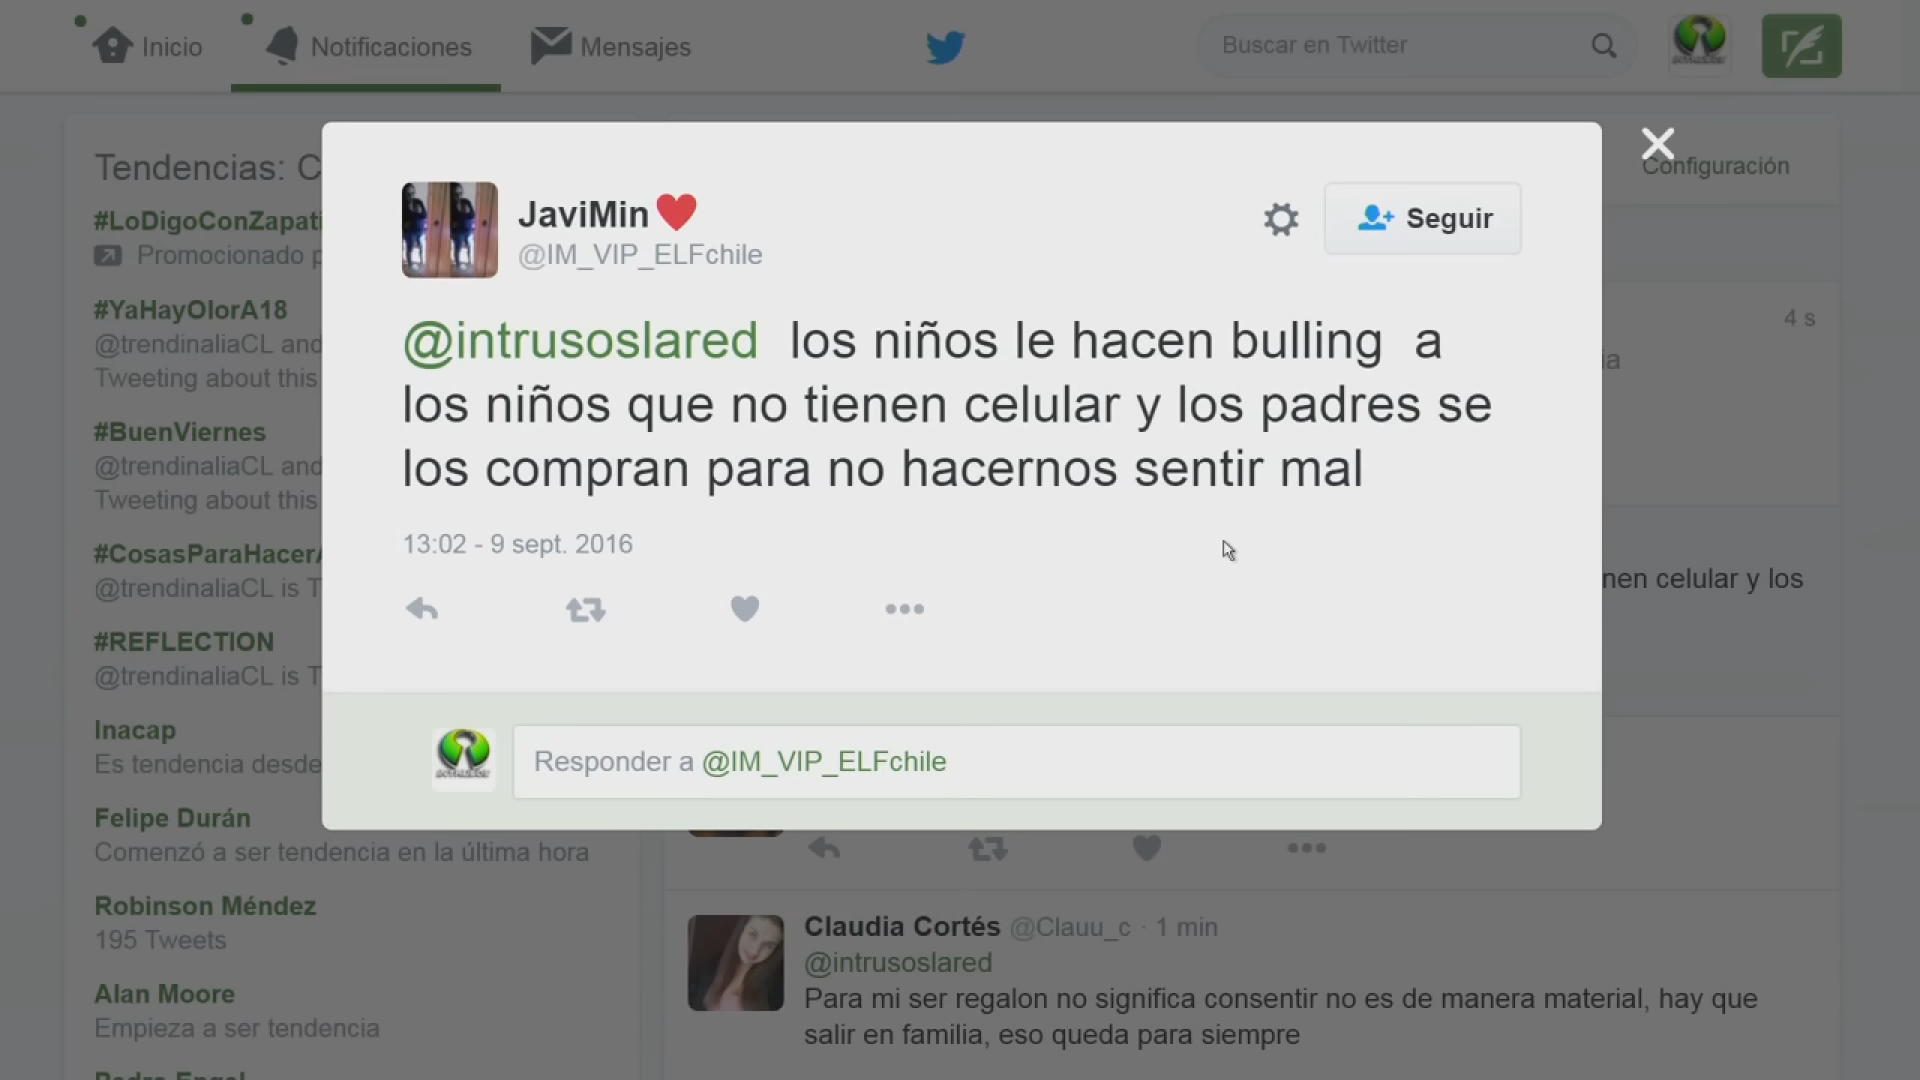 Inicio
Notificaciones
Mensajes
Buscar en Twitter
Configuración
Tendencias: C
#LoDigoConZapati
Promocionado p
#YaHayOlorA18
@trendinaliaCL and
Tweeting about this
#BuenViernes
@trendinaliaCL and
Tweeting about this
#CosasParaHacerA
@trendinaliaCL is T
#REFLECTION
@trendinaliaCL is T
Inacap
Es tendencia desde
Felipe Durán
Comenzó a ser tendencia en la última hora
Robinson Méndez
195 Tweets
Alan Moore
Empieza a ser tendencia
JaviMin❤
@IM_VIP_ELFchile
Seguir
@intrusoslared los niños le hacen bulling a
los niños que no tienen celular y los padres se
los compran para no hacernos sentir mal
13:02 - 9 sept. 2016
Responder a @IM_VIP_ELFchile
4 s
ia
nen celular y los
Claudia Cortés @Clauu_c · 1 min
@intrusoslared
Para mi ser regalon no significa consentir no es de manera material, hay que
salir en familia, eso queda para siempre